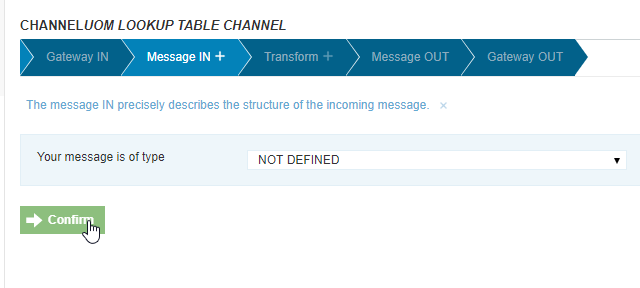 CHANNELUOM LOOKUP TABLE CHANNEL
Gateway IN Message IN + Transform + Message OUT Gateway OUT
The message IN precisely describes the structure of the incoming message. ×
Your message is of type NOT DEFINED
Confirm